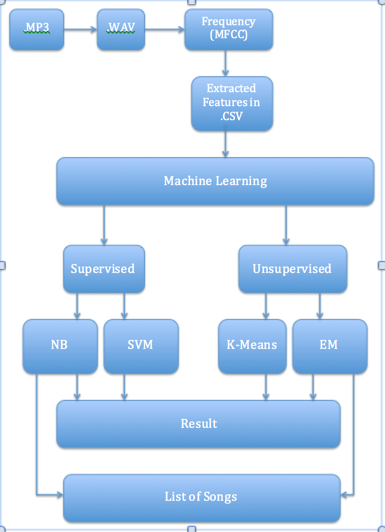 .MP3
.WAV
Frequency
(MFCC)
Extracted
Features in
.CSV
Machine Learning
Supervised
Unsupervised
NB
SVM
K-Means
EM
Result
List of Songs